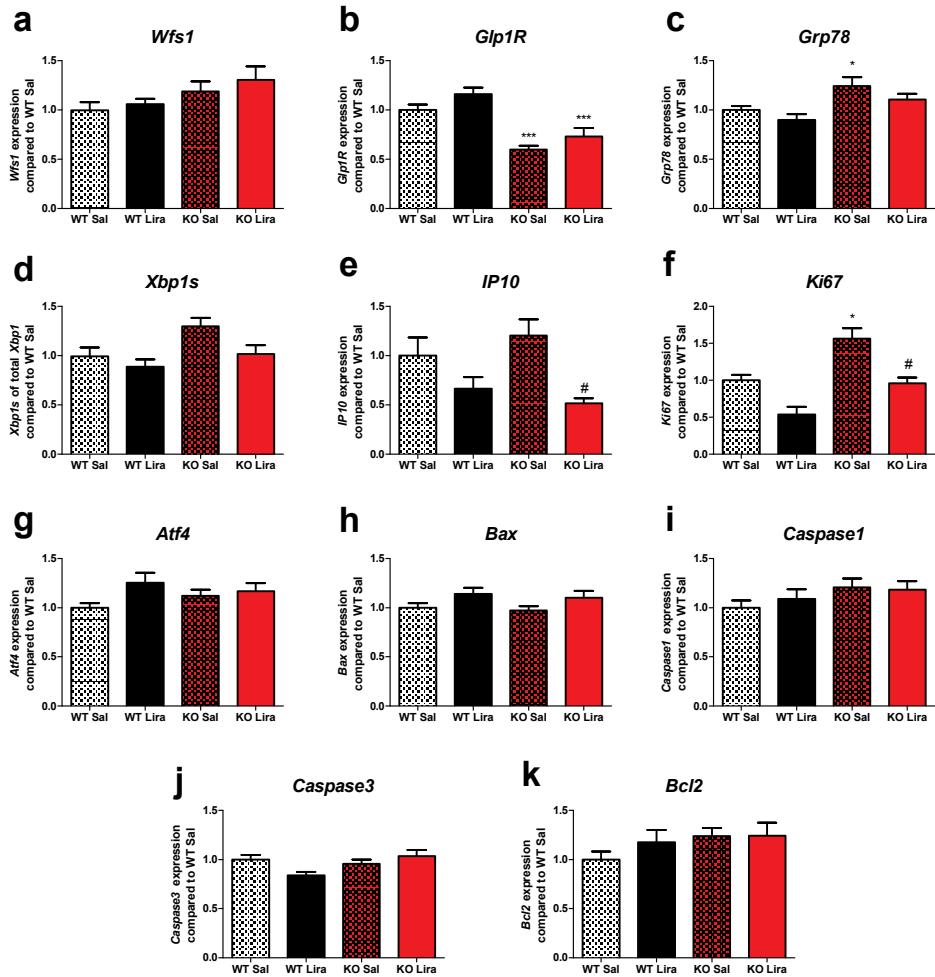 a
Wfs1
Wfs1 expression
compared to WT Sal
1.5
1.0
0.5
0.0
WT Sal WT Lira KO Sal KO Lira
b
Glp1R
Glp1R expression
compared to WT Sal
1.5
1.0
0.5
0.0
***
***
WT Sal WT Lira KO Sal KO Lira
c
Grp78
Grp78 expression
compared to WT Sal
1.5
1.0
0.5
0.0
*
WT Sal WT Lira KO Sal KO Lira
d
Xbp1s
Xbp1s of total Xbp1
compared to WT Sal
1.5
1.0
0.5
0.0
WT Sal WT Lira KO Sal KO Lira
e
IP10
IP10 expression
compared to WT Sal
1.5
1.0
0.5
0.0
#
WT Sal WT Lira KO Sal KO Lira
f
Ki67
Ki67 expression
compared to WT Sal
2.0
1.5
1.0
0.5
0.0
*
#
WT Sal WT Lira KO Sal KO Lira
g
Atf4
Atf4 expression
compared to WT Sal
1.5
1.0
0.5
0.0
WT Sal WT Lira KO Sal KO Lira
h
Bax
Bax expression
compared to WT Sal
1.5
1.0
0.5
0.0
WT Sal WT Lira KO Sal KO Lira
i
Caspase1
Caspase1 expression
compared to WT Sal
1.5
1.0
0.5
0.0
WT Sal WT Lira KO Sal KO Lira
j
Caspase3
Caspase3 expression
compared to WT Sal
1.5
1.0
0.5
0.0
WT Sal WT Lira KO Sal KO Lira
k
Bcl2
Bcl2 expression
compared to WT Sal
1.5
1.0
0.5
0.0
WT Sal WT Lira KO Sal KO Lira